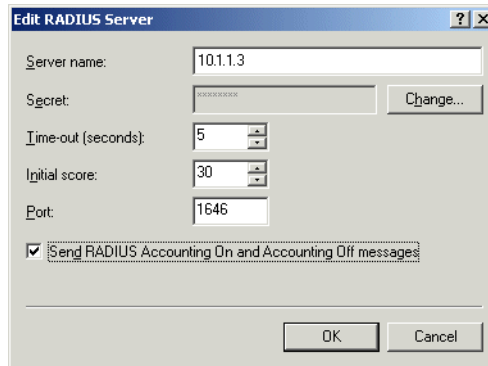 Edit RADIUS Server
Server name: 10.1.1.3
Secret: ******** Change...
Time-out (seconds): 5
Initial score: 30
Port: 1646
Send RADIUS Accounting On and Accounting Off messages
OK Cancel